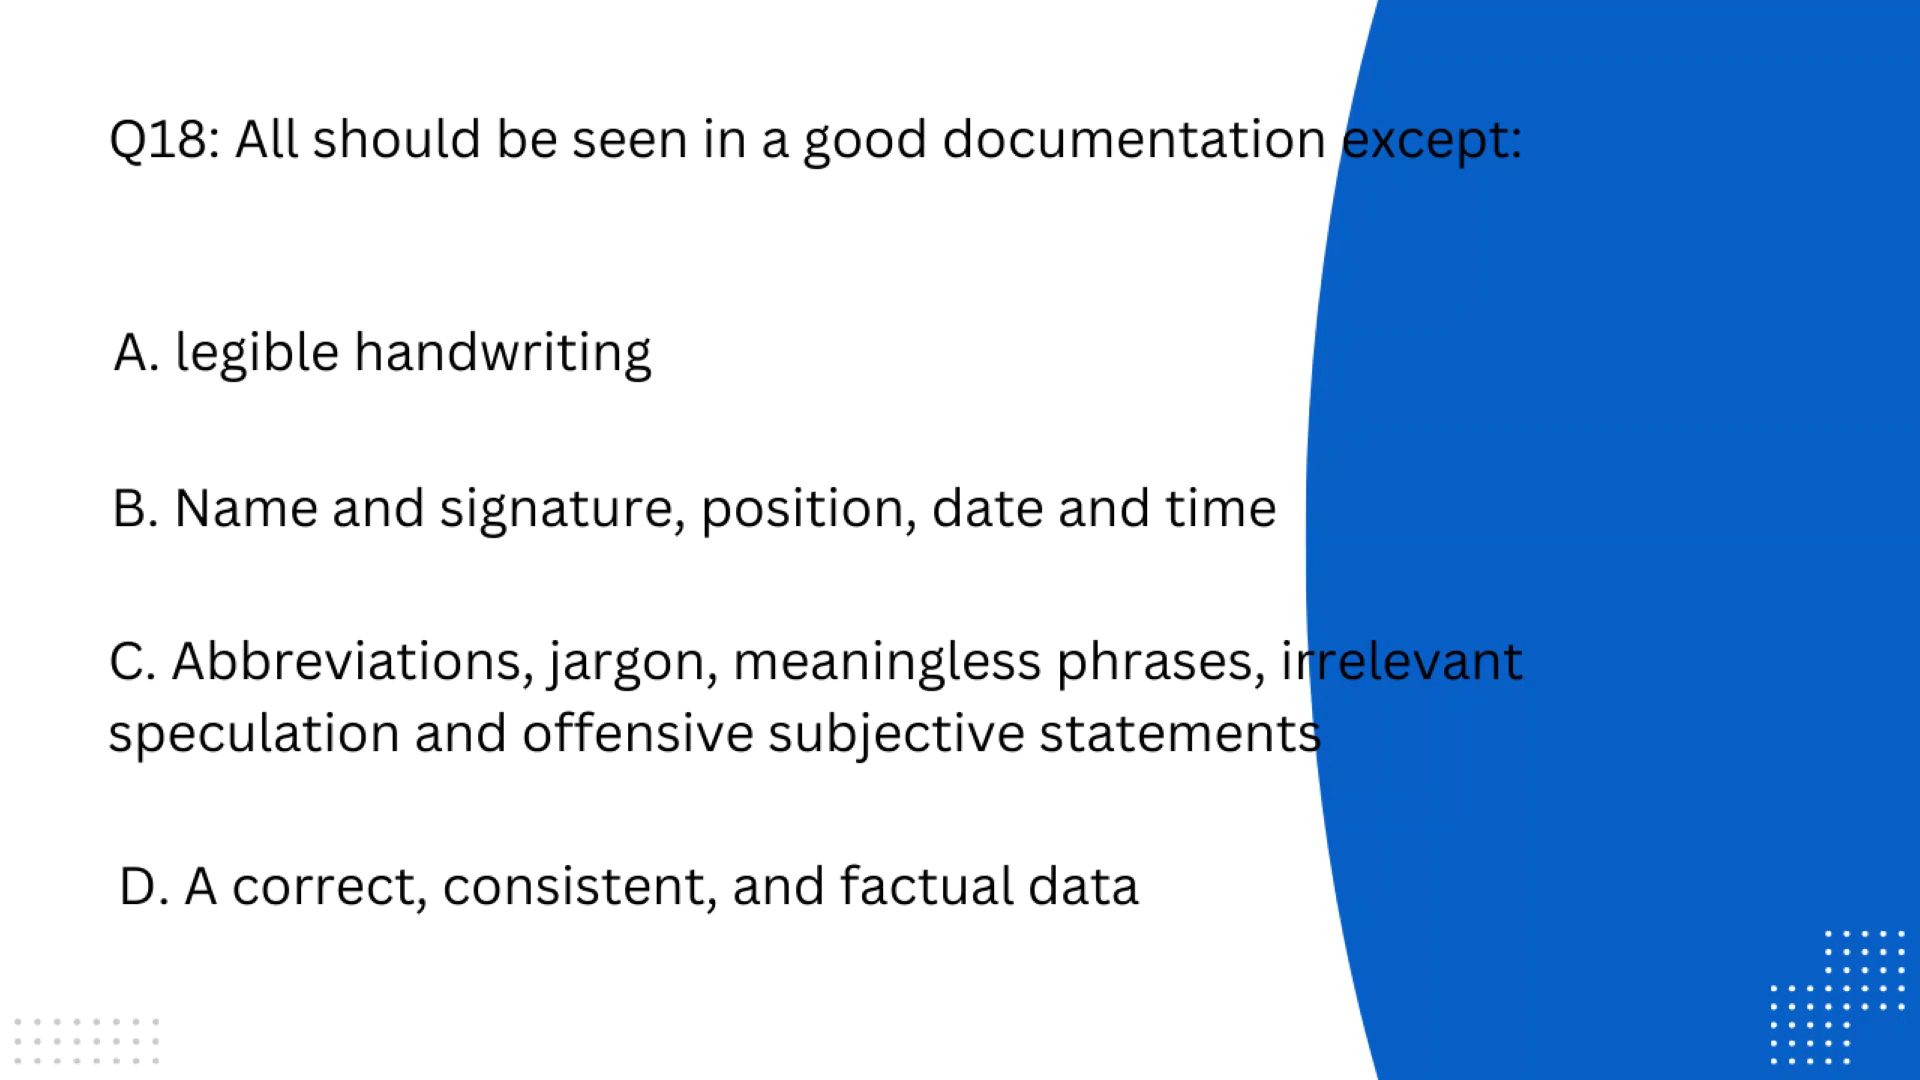 Q18: All should be seen in a good documentation except:
A. legible handwriting
B. Name and signature, position, date and time
C. Abbreviations, jargon, meaningless phrases, irrelevant
speculation and offensive subjective statements
D. A correct, consistent, and factual data